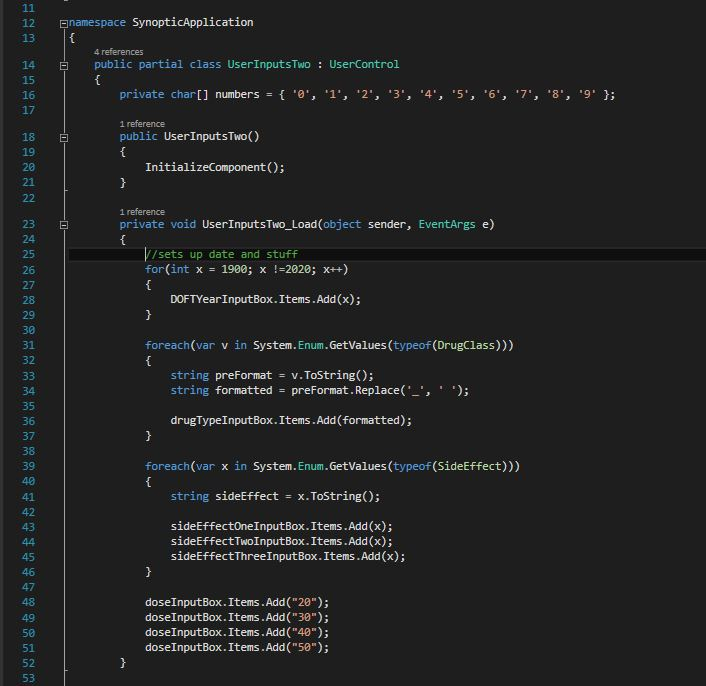 11
12 namespace SynopticApplication
13 {
4 references
14 public partial class UserInputsTwo : UserControl
15 {
16 private char[] numbers = { '0', '1', '2', '3', '4', '5', '6', '7', '8', '9' };
17
1 reference
18 public UserInputsTwo()
19 {
20 InitializeComponent();
21 }
22
1 reference
23 private void UserInputsTwo_Load(object sender, EventArgs e)
24 {
25 //sets up date and stuff
26 for(int x = 1900; x !=2020; x++)
27 {
28 DOFTYearInputBox.Items.Add(x);
29 }
30
31 foreach(var v in System.Enum.GetValues(typeof(DrugClass)))
32 {
33 string preFormat = v.ToString();
34 string formatted = preFormat.Replace('_', ' ');
35
36 drugTypeInputBox.Items.Add(formatted);
37 }
38
39 foreach(var x in System.Enum.GetValues(typeof(SideEffect)))
40 {
41 string sideEffect = x.ToString();
42
43 sideEffectOneInputBox.Items.Add(x);
44 sideEffectTwoInputBox.Items.Add(x);
45 sideEffectThreeInputBox.Items.Add(x);
46 }
47
48 doseInputBox.Items.Add("20");
49 doseInputBox.Items.Add("30");
50 doseInputBox.Items.Add("40");
51 doseInputBox.Items.Add("50");
52 }
53